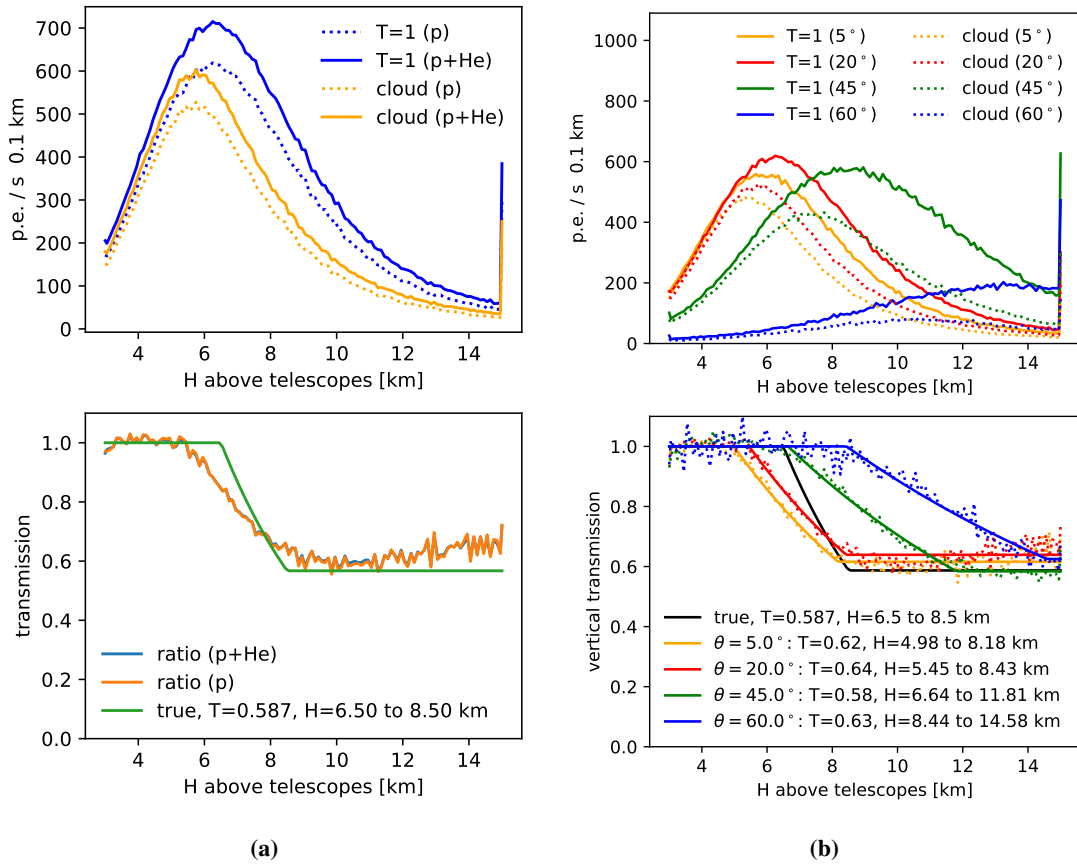 700
600
500
400
300
200
100
0
p.e. / s 0.1 km
T=1 (p)
T=1 (p+He)
cloud (p)
cloud (p+He)
4 6 8 10 12 14
H above telescopes [km]
1.0
0.8
0.6
0.4
0.2
0.0
transmission
ratio (p+He)
ratio (p)
true, T=0.587, H=6.50 to 8.50 km
4 6 8 10 12 14
H above telescopes [km]
(a)
1000
800
600
400
200
0
p.e. / s 0.1 km
T=1 (5°) cloud (5°)
T=1 (20°) cloud (20°)
T=1 (45°) cloud (45°)
T=1 (60°) cloud (60°)
4 6 8 10 12 14
H above telescopes [km]
1.0
0.8
0.6
0.4
0.2
0.0
vertical transmission
true, T=0.587, H=6.5 to 8.5 km
θ = 5.0°: T=0.62, H=4.98 to 8.18 km
θ = 20.0°: T=0.64, H=5.45 to 8.43 km
θ = 45.0°: T=0.58, H=6.64 to 11.81 km
θ = 60.0°: T=0.63, H=8.44 to 14.58 km
4 6 8 10 12 14
H above telescopes [km]
(b)